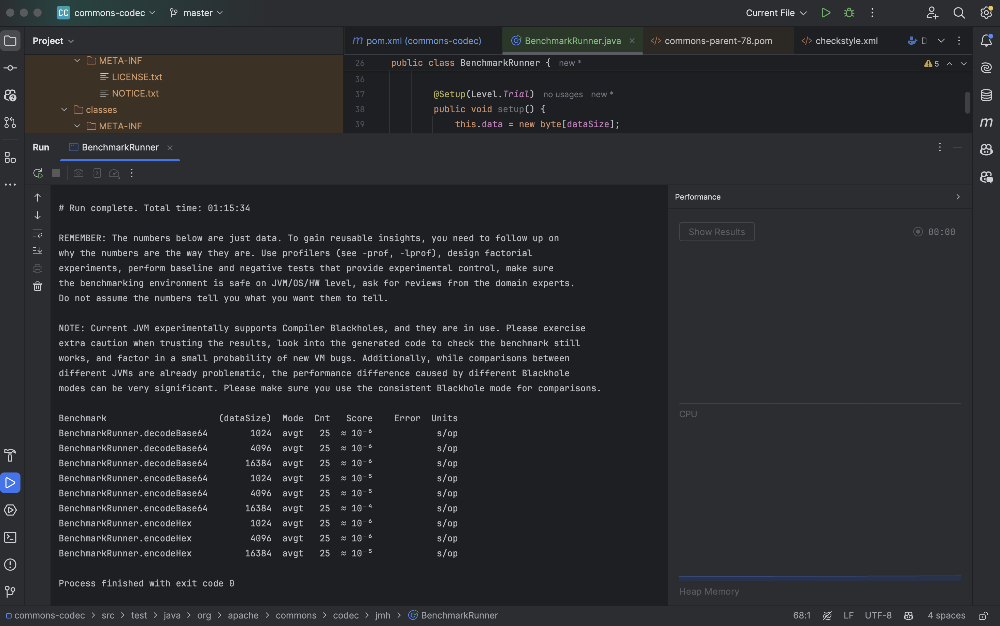 CC commons-codec master Current File
Project
pom.xml (commons-codec) BenchmarkRunner.java commons-parent-78.pom checkstyle.xml D
META-INF
LICENSE.txt
NOTICE.txt
classes
META-INF
26 public class BenchmarkRunner { new *
5
36
37 @Setup(Level.Trial) no usages new *
38 public void setup() {
39 this.data = new byte[dataSize];
Run BenchmarkRunner
# Run complete. Total time: 01:15:34
REMEMBER: The numbers below are just data. To gain reusable insights, you need to follow up on
why the numbers are the way they are. Use profilers (see -prof, -lprof), design factorial
experiments, perform baseline and negative tests that provide experimental control, make sure
the benchmarking environment is safe on JVM/OS/HW level, ask for reviews from the domain experts.
Do not assume the numbers tell you what you want them to tell.
NOTE: Current JVM experimentally supports Compiler Blackholes, and they are in use. Please exercise
extra caution when trusting the results, look into the generated code to check the benchmark still
works, and factor in a small probability of new VM bugs. Additionally, while comparisons between
different JVMs are already problematic, the performance difference caused by different Blackhole
modes can be very significant. Please make sure you use the consistent Blackhole mode for comparisons.
Benchmark (dataSize) Mode Cnt Score Error Units
BenchmarkRunner.decodeBase64 1024 avgt 25 ≈ 10⁻⁶ s/op
BenchmarkRunner.decodeBase64 4096 avgt 25 ≈ 10⁻⁶ s/op
BenchmarkRunner.decodeBase64 16384 avgt 25 ≈ 10⁻⁶ s/op
BenchmarkRunner.encodeBase64 1024 avgt 25 ≈ 10⁻⁵ s/op
BenchmarkRunner.encodeBase64 4096 avgt 25 ≈ 10⁻⁵ s/op
BenchmarkRunner.encodeBase64 16384 avgt 25 ≈ 10⁻⁴ s/op
BenchmarkRunner.encodeHex 1024 avgt 25 ≈ 10⁻⁶ s/op
BenchmarkRunner.encodeHex 4096 avgt 25 ≈ 10⁻⁶ s/op
BenchmarkRunner.encodeHex 16384 avgt 25 ≈ 10⁻⁵ s/op
Process finished with exit code 0
Performance
Show Results 00:00
CPU
Heap Memory
commons-codec > src > test > java > org > apache > commons > codec > jmh > BenchmarkRunner
68:1 LF UTF-8 4 spaces